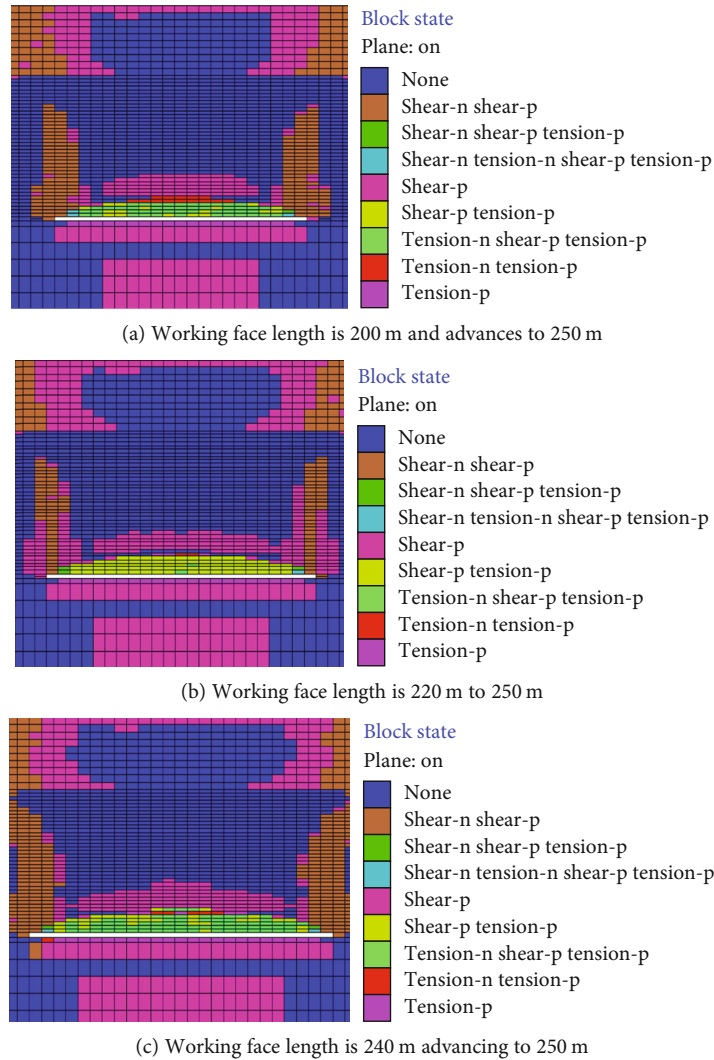 Block state
Plane: on
None
Shear-n shear-p
Shear-n shear-p tension-p
Shear-n tension-n shear-p tension-p
Shear-p
Shear-p tension-p
Tension-n shear-p tension-p
Tension-n tension-p
Tension-p
(a) Working face length is 200 m and advances to 250 m
Block state
Plane: on
None
Shear-n shear-p
Shear-n shear-p tension-p
Shear-n tension-n shear-p tension-p
Shear-p
Shear-p tension-p
Tension-n shear-p tension-p
Tension-n tension-p
Tension-p
(b) Working face length is 220 m to 250 m
Block state
Plane: on
None
Shear-n shear-p
Shear-n shear-p tension-p
Shear-n tension-n shear-p tension-p
Shear-p
Shear-p tension-p
Tension-n shear-p tension-p
Tension-n tension-p
Tension-p
(c) Working face length is 240 m advancing to 250 m